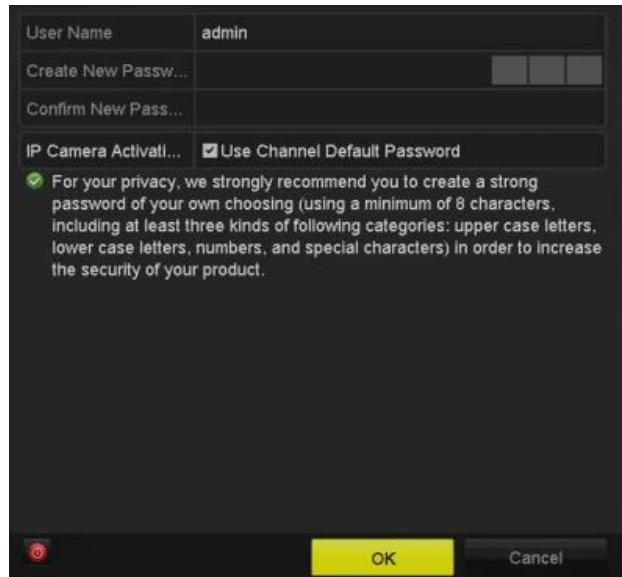 User Name admin
Create New Passw...
Confirm New Pass...
IP Camera Activati... Use Channel Default Password
For your privacy, we strongly recommend you to create a strong
password of your own choosing (using a minimum of 8 characters,
including at least three kinds of following categories: upper case letters,
lower case letters, numbers, and special characters) in order to increase
the security of your product.
OK Cancel